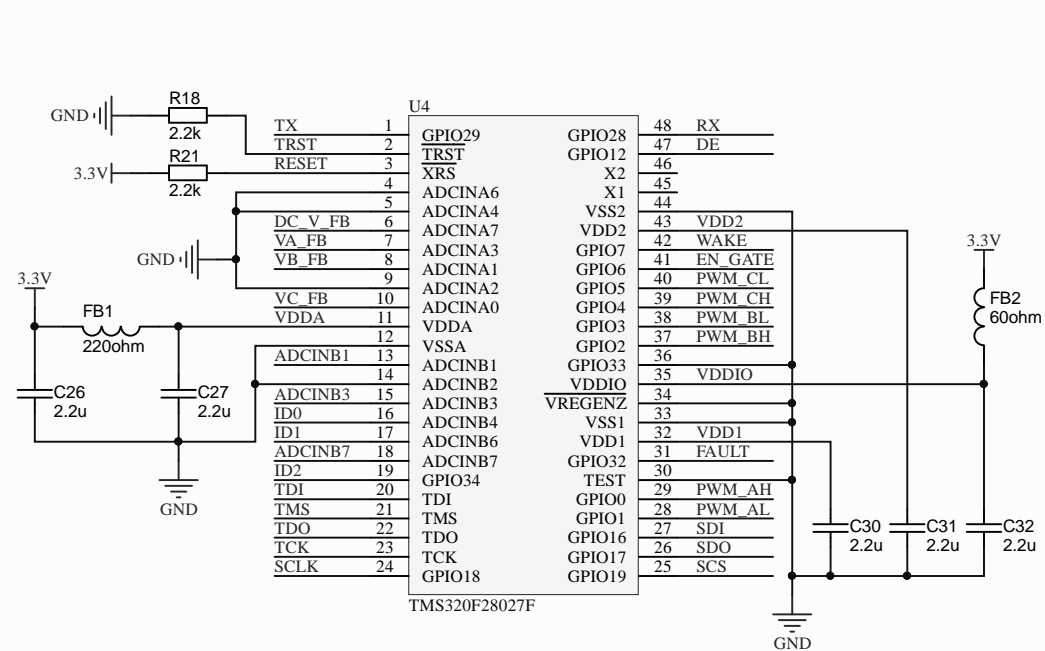 U4
R18
GND
2.2k
TX 1 GPIO29 GPIO28 48 RX
TRST 2 TRST GPIO12 47 DE
R21
RESET 3 XRS X2 46
3.3V
2.2k
4 ADCINA6 X1 45
5 ADCINA4 VSS2 44
DC_V_FB 6 ADCINA7 VDD2 43 VDD2
VA_FB 7 ADCINA3 GPIO7 42 WAKE
GND
VB_FB 8 ADCINA1 GPIO6 41 EN_GATE
9 ADCINA2 GPIO5 40 PWM_CL
VC_FB 10 ADCINA0 GPIO4 39 PWM_CH
VDDA 11 VDDA GPIO3 38 PWM_BL
12 VSSA GPIO2 37 PWM_BH
ADCINB1 13 ADCINB1 GPIO33 36
14 ADCINB2 VDDIO 35 VDDIO
ADCINB3 15 ADCINB3 VREGENZ 34
ID0 16 ADCINB4 VSS1 33
ID1 17 ADCINB6 VDD1 32 VDD1
ADCINB7 18 ADCINB7 GPIO32 31 FAULT
ID2 19 GPIO34 TEST 30
TDI 20 TDI GPIO0 29 PWM_AH
TMS 21 TMS GPIO1 28 PWM_AL
TDO 22 TDO GPIO16 27 SDI
TCK 23 TCK GPIO17 26 SDO
SCLK 24 GPIO18 GPIO19 25 SCS
TMS320F28027F
3.3V
FB1
220ohm
C26
2.2u
C27
2.2u
GND
3.3V
FB2
60ohm
C30
2.2u
C31
2.2u
C32
2.2u
GND